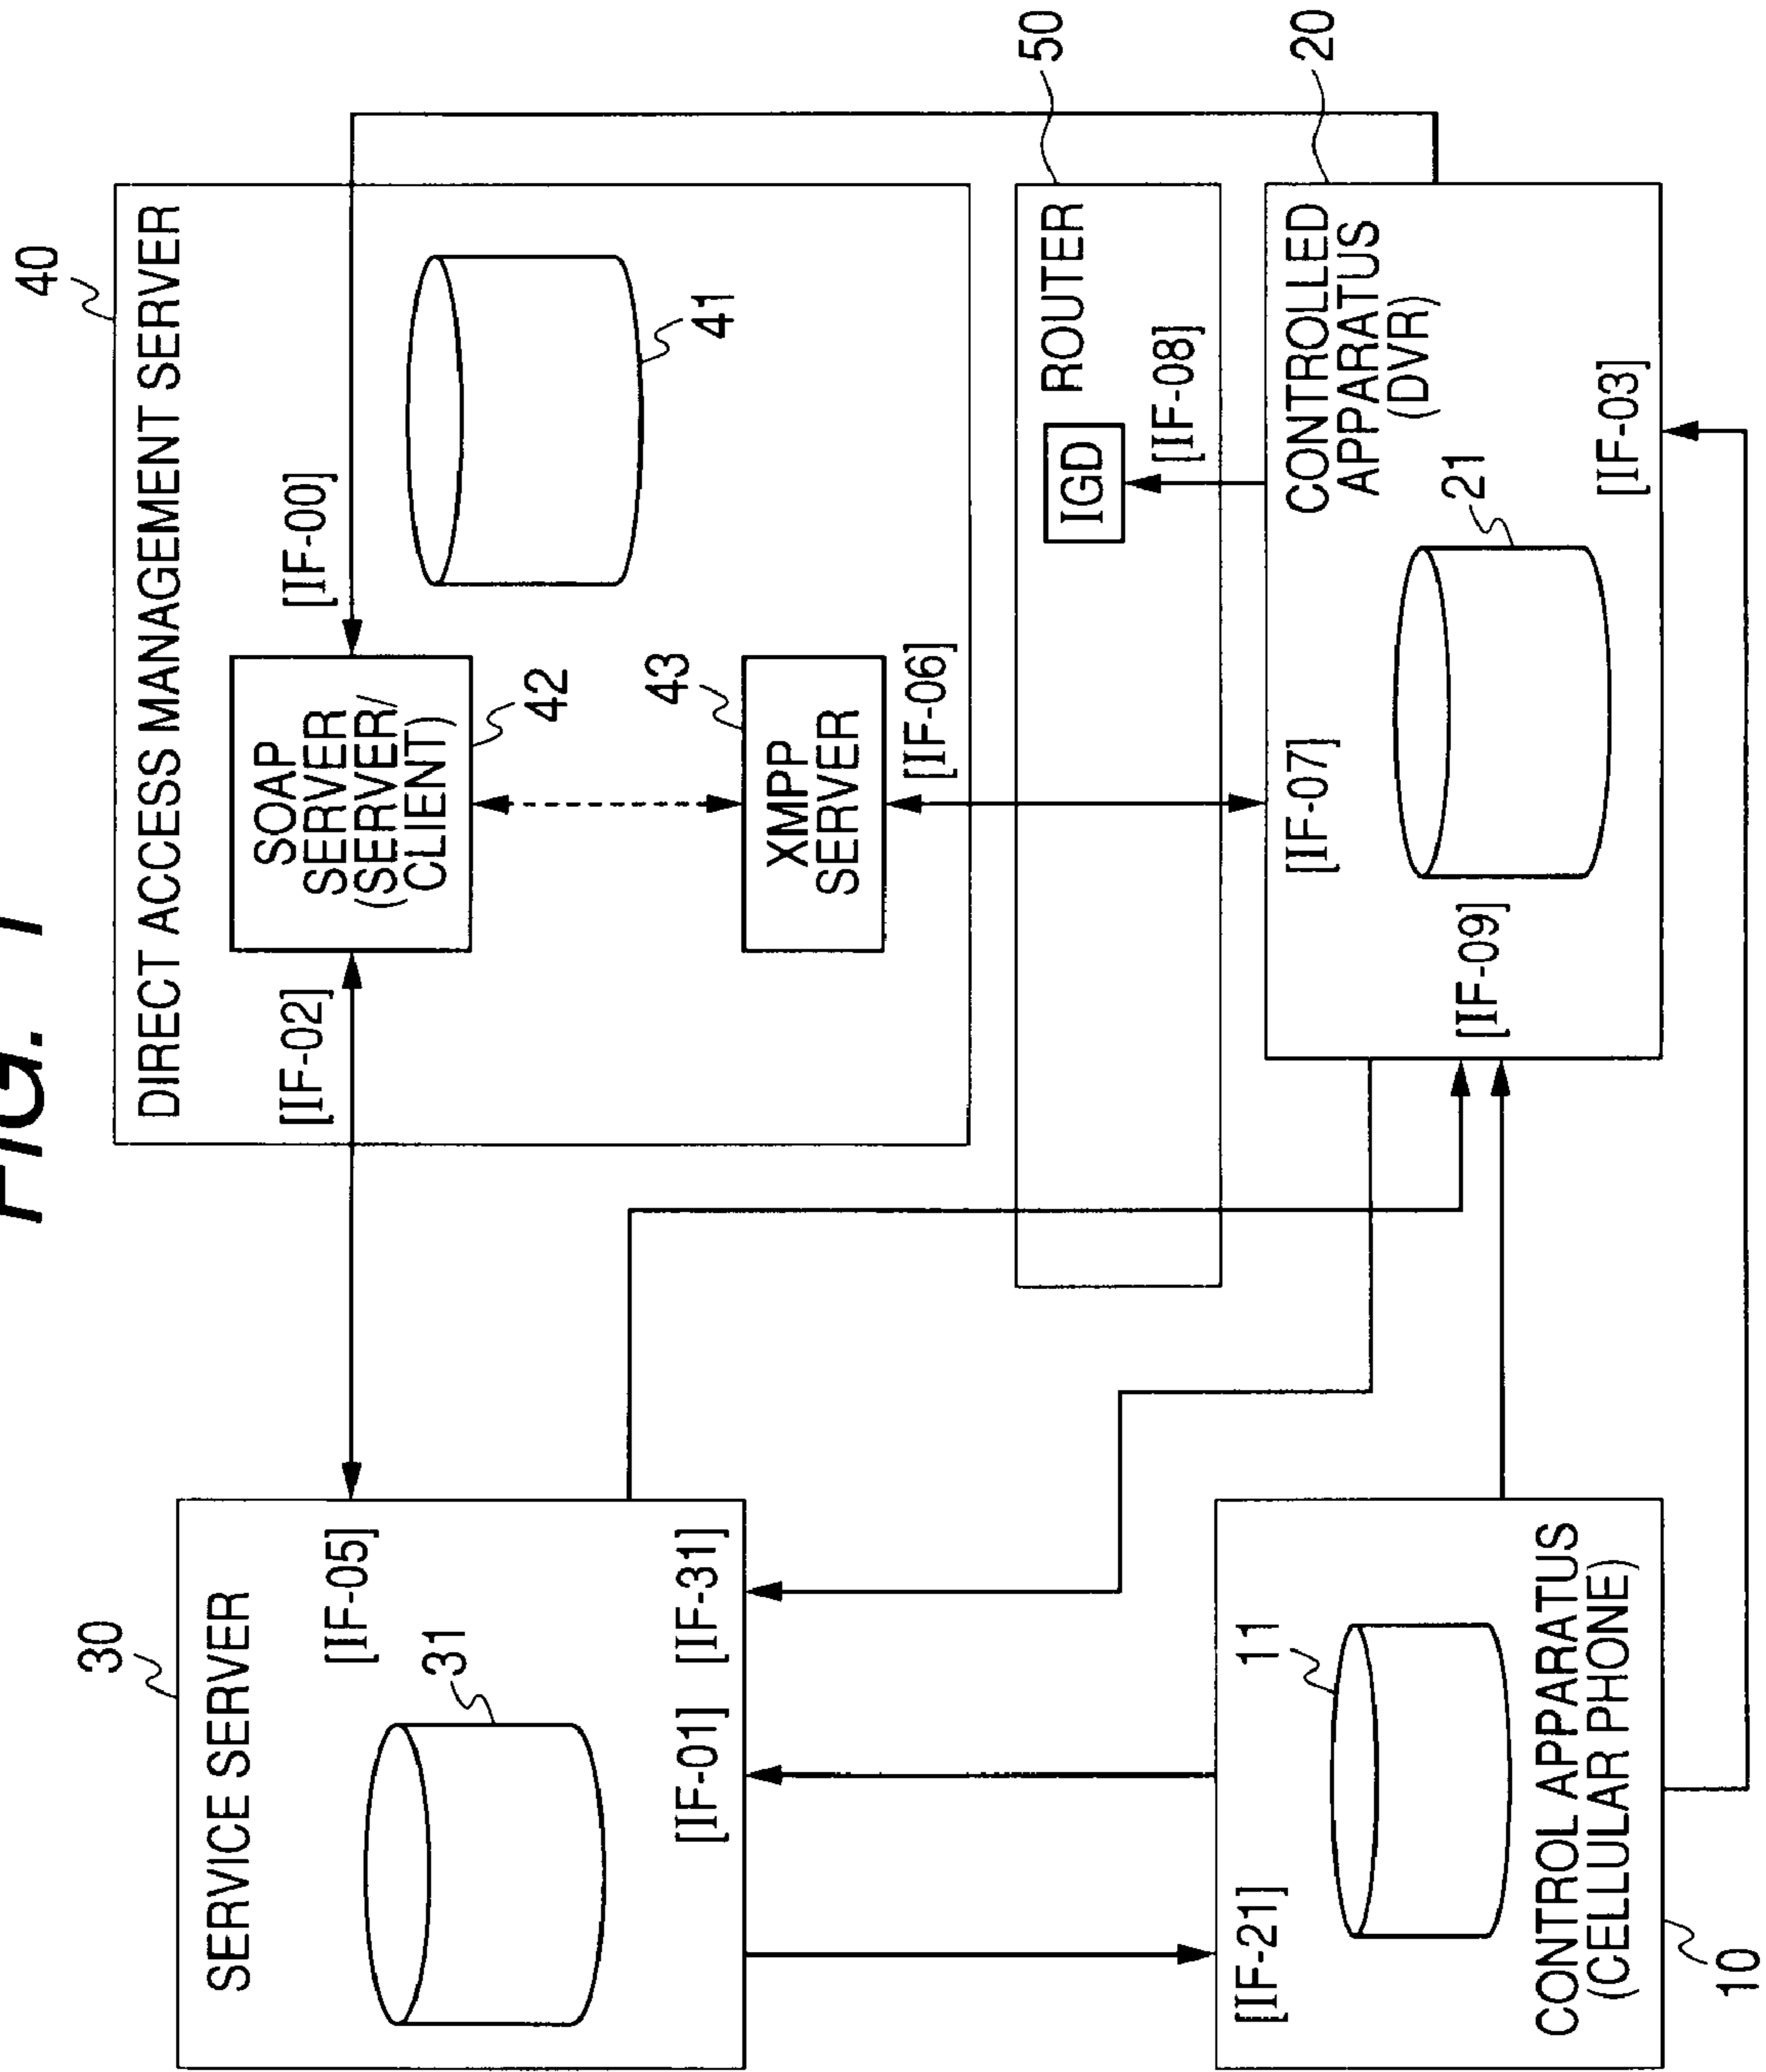 FIG. 1
30
SERVICE SERVER
[IF-05]
31
[IF-01]
[IF-31]
40
DIRECT ACCESS MANAGEMENT SERVER
[IF-02]
[IF-00]
SOAP
SERVER
(SERVER/
CLIENT)
42
41
43
XMPP
SERVER
[IF-06]
50
ROUTER
IGD
[IF-08]
20
CONTROLLED
APPARATUS
(DVR)
[IF-07]
21
[IF-09]
[IF-03]
[IF-21]
11
CONTROL APPARATUS
(CELLULAR PHONE)
10